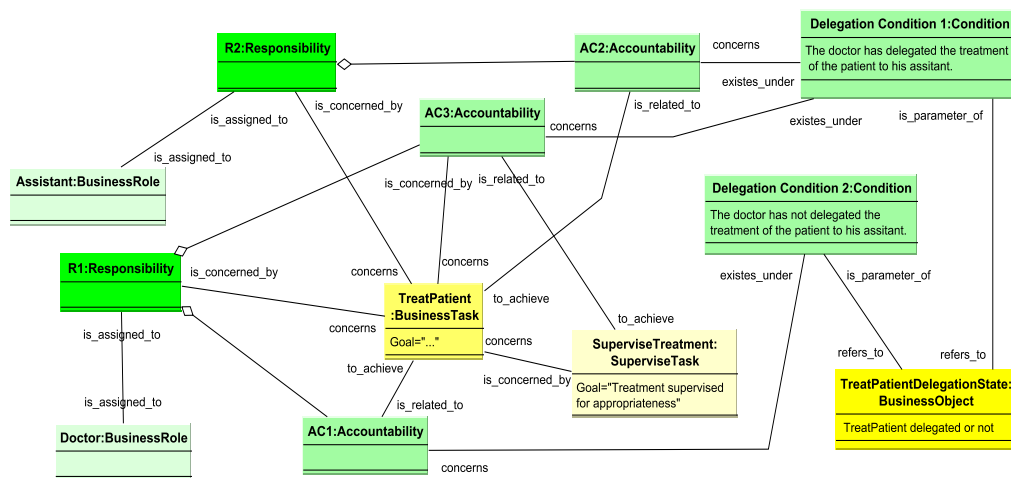 Delegation Condition 1:Condition
The doctor has delegated the treatment
of the patient to his assitant.
R2:Responsibility
AC2:Accountability
concerns
existes_under
is_concerned_by
is_related_to
is_assigned_to
AC3:Accountability
concerns
existes_under
is_parameter_of
is_assigned_to
Assistant:BusinessRole
is_concerned_by
is_related_to
Delegation Condition 2:Condition
The doctor has not delegated the
treatment of the patient to his assitant.
R1:Responsibility
is_concerned_by
concerns
concerns
existes_under
is_parameter_of
TreatPatient
:BusinessTask
Goal="..."
to_achieve
to_achieve
is_assigned_to
concerns
concerns
SuperviseTreatment:
SuperviseTask
Goal="Treatment supervised
for appropriateness"
refers_to
refers_to
to_achieve
is_concerned_by
TreatPatientDelegationState:
BusinessObject
TreatPatient delegated or not
is_assigned_to
is_related_to
Doctor:BusinessRole
AC1:Accountability
concerns